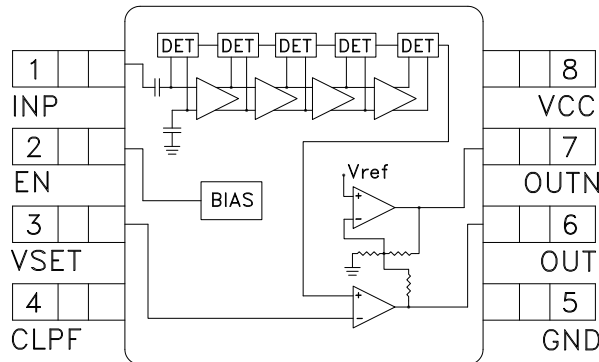 DET DET DET DET DET
1
INP
2
EN
3
VSET
4
CLPF
BIAS
Vref
+
−
+
−
8
VCC
7
OUTN
6
OUT
5
GND